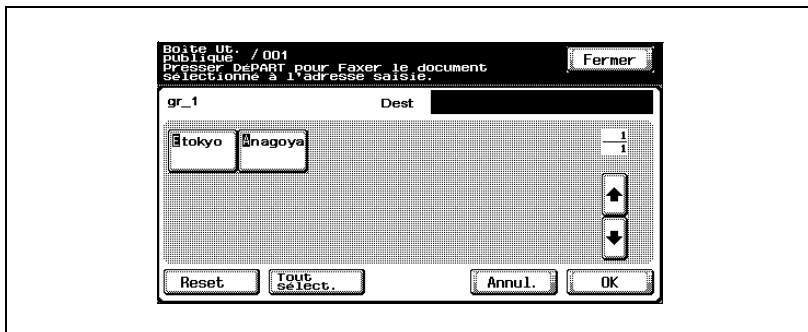 Boîte Ut.
publique / 001
Presser DÉPART pour Faxer le document
sélectionné à l'adresse saisie.
Fermer
gr_1 Dest
E tokyo A nagoya
1
1
Reset Tout
sélect. Annul. OK